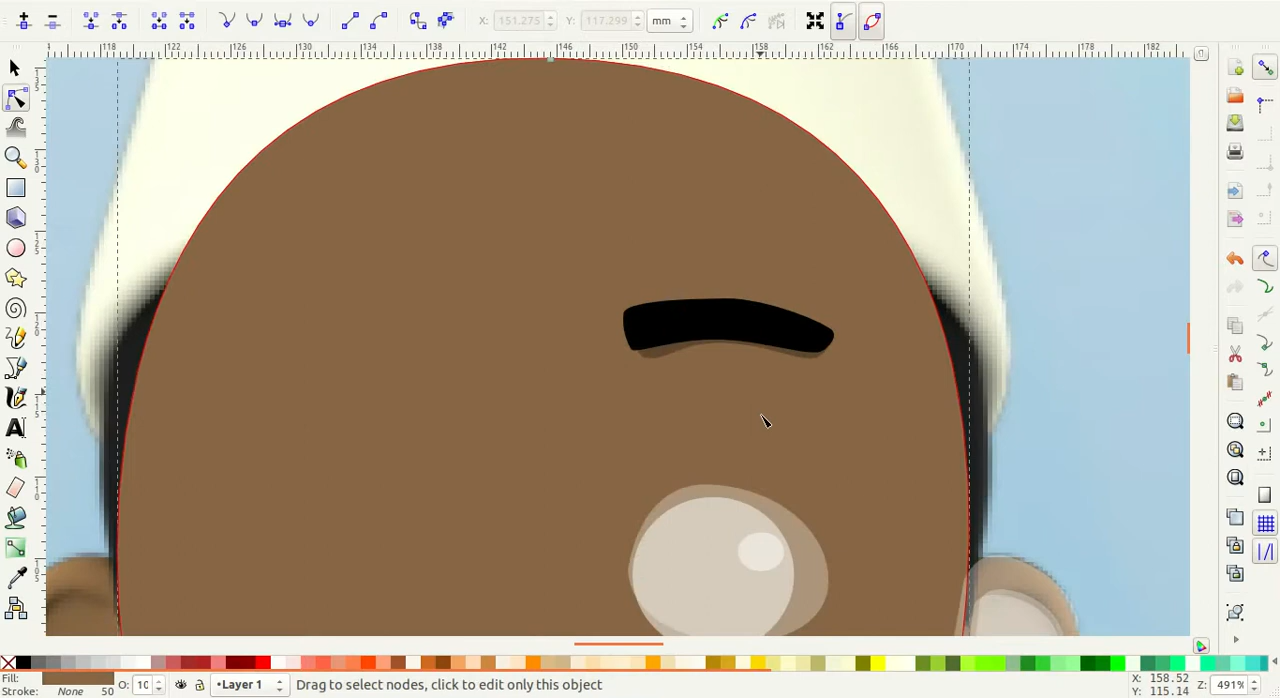 X: 151.275 Y: 117.299 mm
118 122 126 130 134 138 142 146 150 154 158 162 166 170 174 178 182
Fill:
Stroke: None 50 O: 10 Layer 1 Drag to select nodes, click to edit only this object X: 158.52 Y: 115.14 Z: 491%